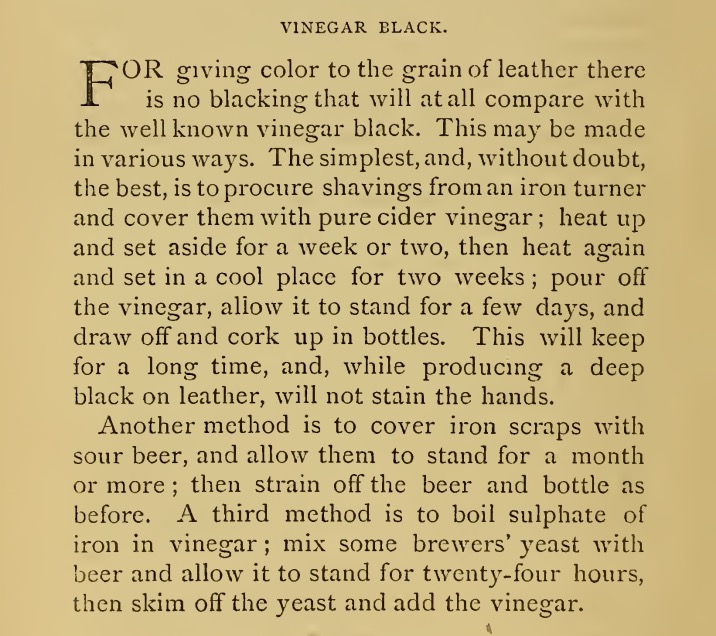 VINEGAR BLACK.
FOR giving color to the grain of leather there
is no blacking that will at all compare with
the well known vinegar black. This may be made
in various ways. The simplest, and, without doubt,
the best, is to procure shavings from an iron turner
and cover them with pure cider vinegar; heat up
and set aside for a week or two, then heat again
and set in a cool place for two weeks; pour off
the vinegar, allow it to stand for a few days, and
draw off and cork up in bottles. This will keep
for a long time, and, while producing a deep
black on leather, will not stain the hands.
Another method is to cover iron scraps with
sour beer, and allow them to stand for a month
or more; then strain off the beer and bottle as
before. A third method is to boil sulphate of
iron in vinegar; mix some brewers' yeast with
beer and allow it to stand for twenty-four hours,
then skim off the yeast and add the vinegar.